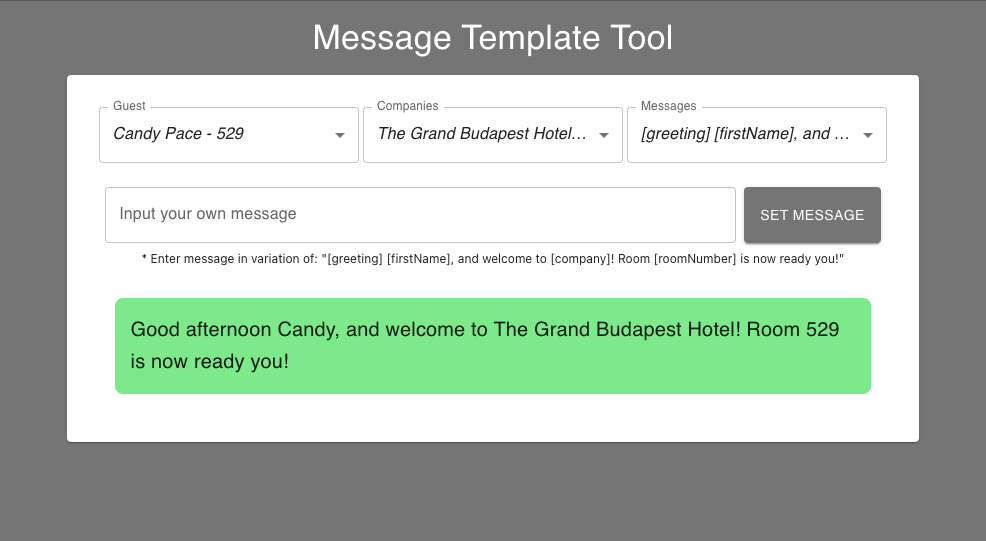 Message Template Tool
Guest
Companies
Messages
Candy Pace - 529
The Grand Budapest Hotel...
[greeting] [firstName], and ...
Input your own message
SET MESSAGE
* Enter message in variation of: "[greeting] [firstName], and welcome to [company]! Room [roomNumber] is now ready you!"
Good afternoon Candy, and welcome to The Grand Budapest Hotel! Room 529
is now ready you!